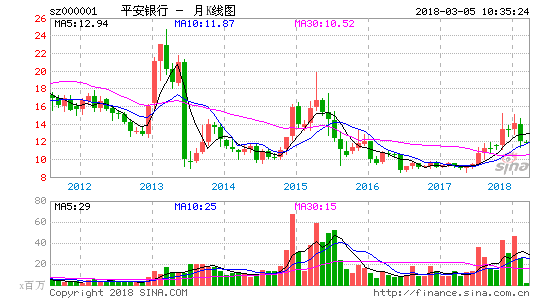 sz000001 平安银行 - 月K线图 2018-03-05 10:35:24
MA5:12.94 MA10:11.87 MA30:10.52
26
24
22
20
18
16
14
12
10
8
sina
2012 2013 2014 2015 2016 2017 2018
MA5:29 MA10:25 MA30:15
80
60
40
20
x百万
Copyright 2018 SINA.COM http://finance.sina.com.cn